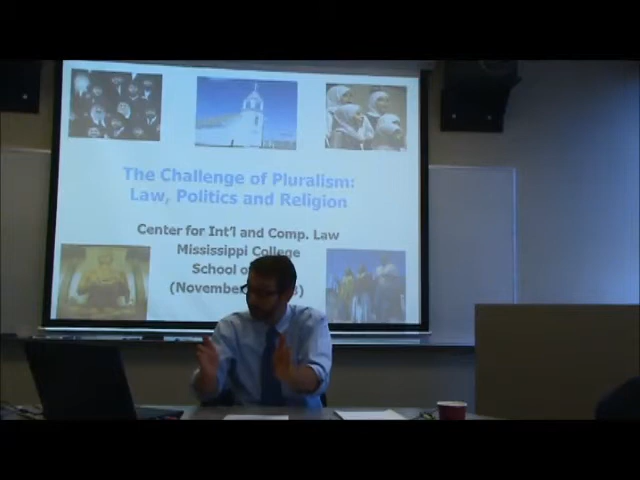 The Challenge of Pluralism:
Law, Politics and Religion
Center for Int'l and Comp. Law
Mississippi College
School of
(November